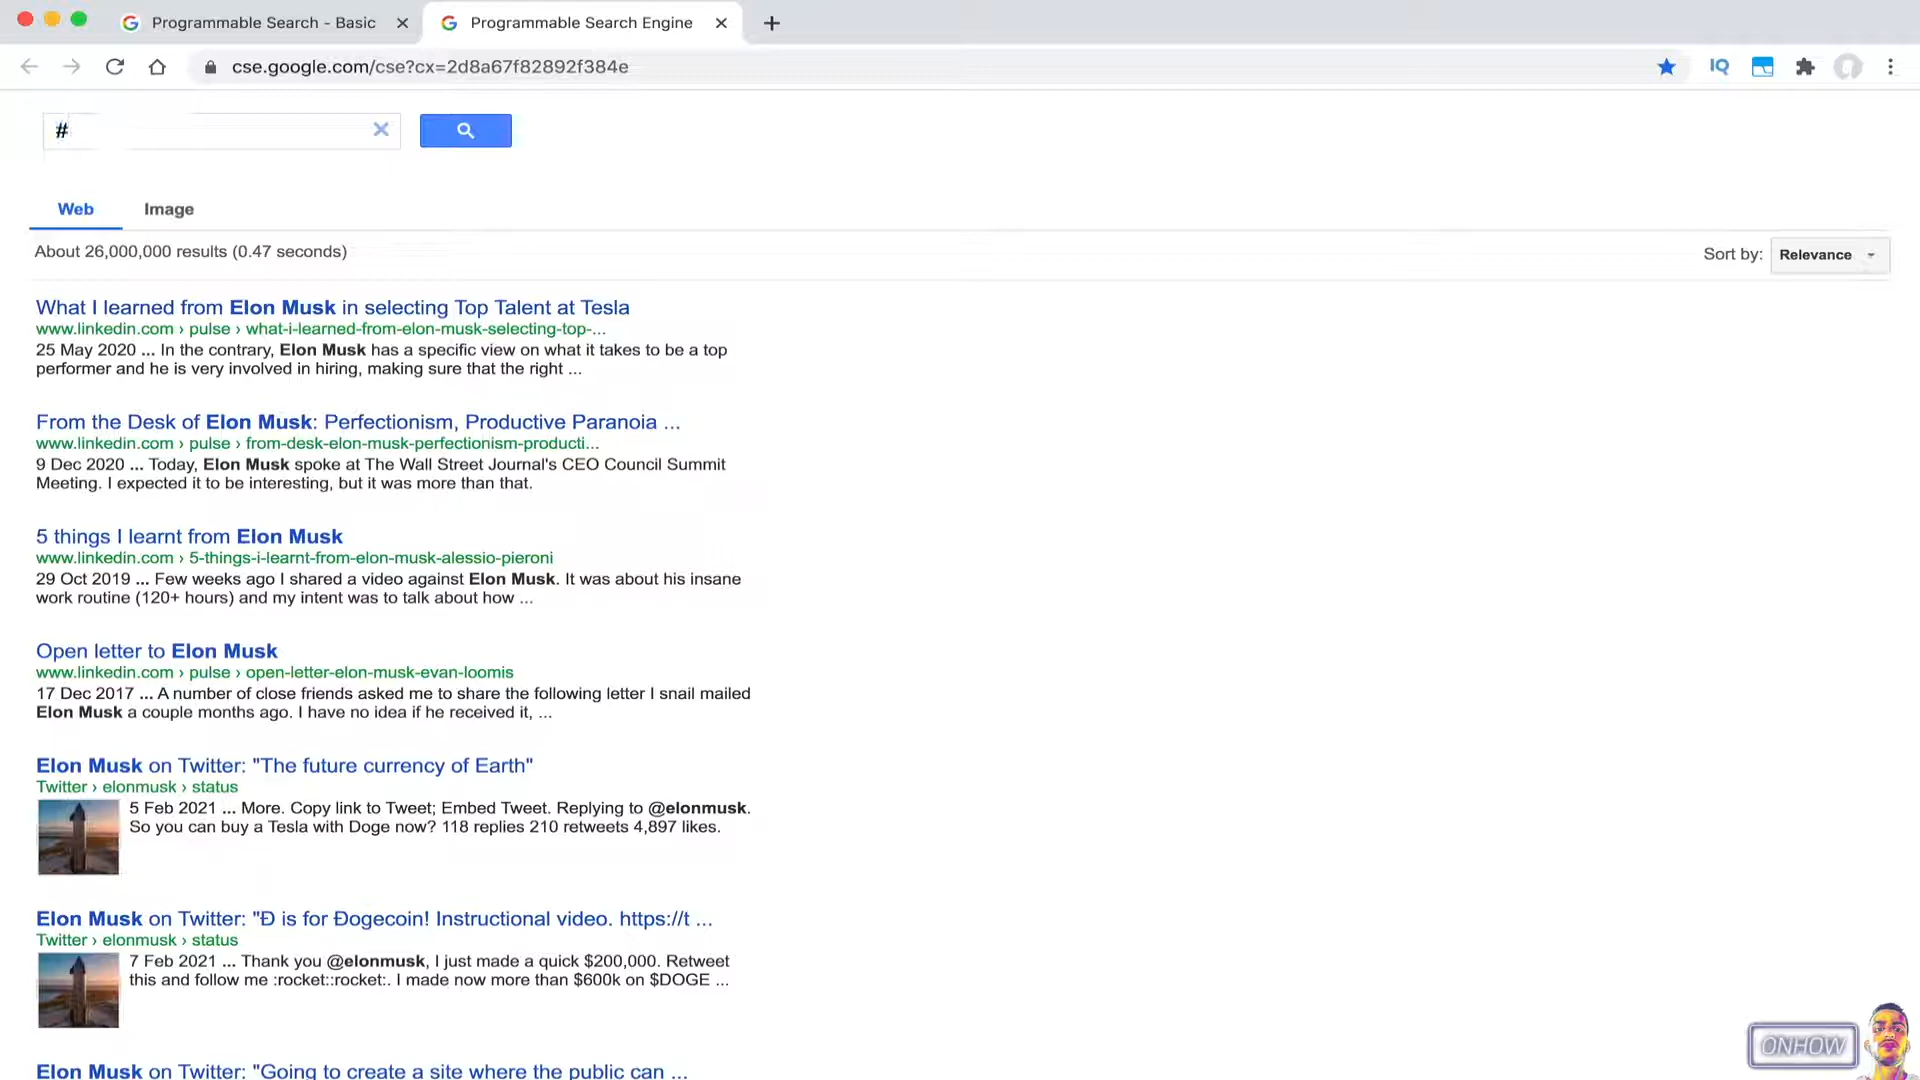 Programmable Search - Basic
Programmable Search Engine
cse.google.com/cse?cx=2d8a67f82892f384e
IQ
#
Web Image
About 26,000,000 results (0.47 seconds)
Sort by: Relevance
What I learned from Elon Musk in selecting Top Talent at Tesla
www.linkedin.com › pulse › what-i-learned-from-elon-musk-selecting-top-...
25 May 2020 ... In the contrary, Elon Musk has a specific view on what it takes to be a top
performer and he is very involved in hiring, making sure that the right ...
From the Desk of Elon Musk: Perfectionism, Productive Paranoia ...
www.linkedin.com › pulse › from-desk-elon-musk-perfectionism-producti...
9 Dec 2020 ... Today, Elon Musk spoke at The Wall Street Journal's CEO Council Summit
Meeting. I expected it to be interesting, but it was more than that.
5 things I learnt from Elon Musk
www.linkedin.com › 5-things-i-learnt-from-elon-musk-alessio-pieroni
29 Oct 2019 ... Few weeks ago I shared a video against Elon Musk. It was about his insane
work routine (120+ hours) and my intent was to talk about how ...
Open letter to Elon Musk
www.linkedin.com › pulse › open-letter-elon-musk-evan-loomis
17 Dec 2017 ... A number of close friends asked me to share the following letter I snail mailed
Elon Musk a couple months ago. I have no idea if he received it, ...
Elon Musk on Twitter: "The future currency of Earth"
Twitter › elonmusk › status
5 Feb 2021 ... More. Copy link to Tweet; Embed Tweet. Replying to @elonmusk.
So you can buy a Tesla with Doge now? 118 replies 210 retweets 4,897 likes.
Elon Musk on Twitter: "Ð is for Ðogecoin! Instructional video. https://t ...
Twitter › elonmusk › status
7 Feb 2021 ... Thank you @elonmusk, I just made a quick $200,000. Retweet
this and follow me :rocket::rocket:. I made now more than $600k on $DOGE ...
Elon Musk on Twitter: "Going to create a site where the public can ...
ONHOW